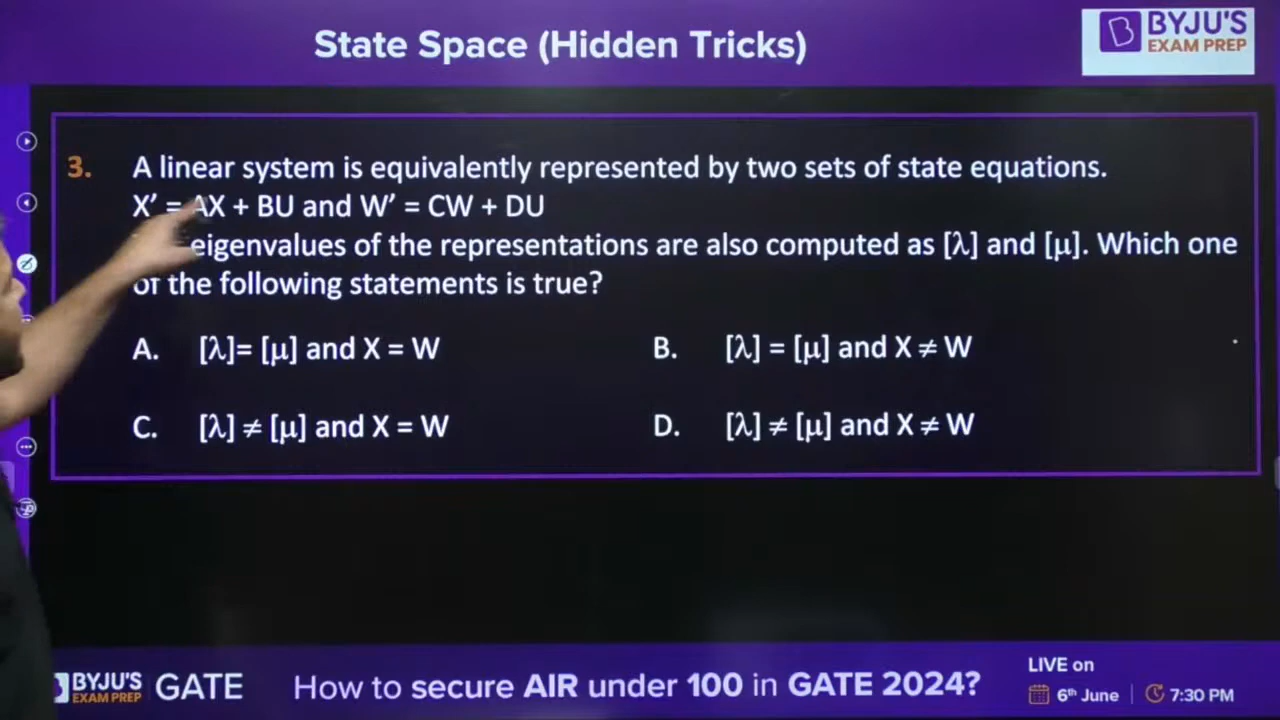 State Space (Hidden Tricks)
BYJU'S
EXAM PREP
3. A linear system is equivalently represented by two sets of state equations.
X′ = AX + BU and W′ = CW + DU
eigenvalues of the representations are also computed as [λ] and [μ]. Which one
of the following statements is true?
A. [λ]= [μ] and X = W
B. [λ] = [μ] and X ≠ W
C. [λ] ≠ [μ] and X = W
D. [λ] ≠ [μ] and X ≠ W
BYJU'S
EXAM PREP
GATE
How to secure AIR under 100 in GATE 2024?
LIVE on
6th June | 7:30 PM